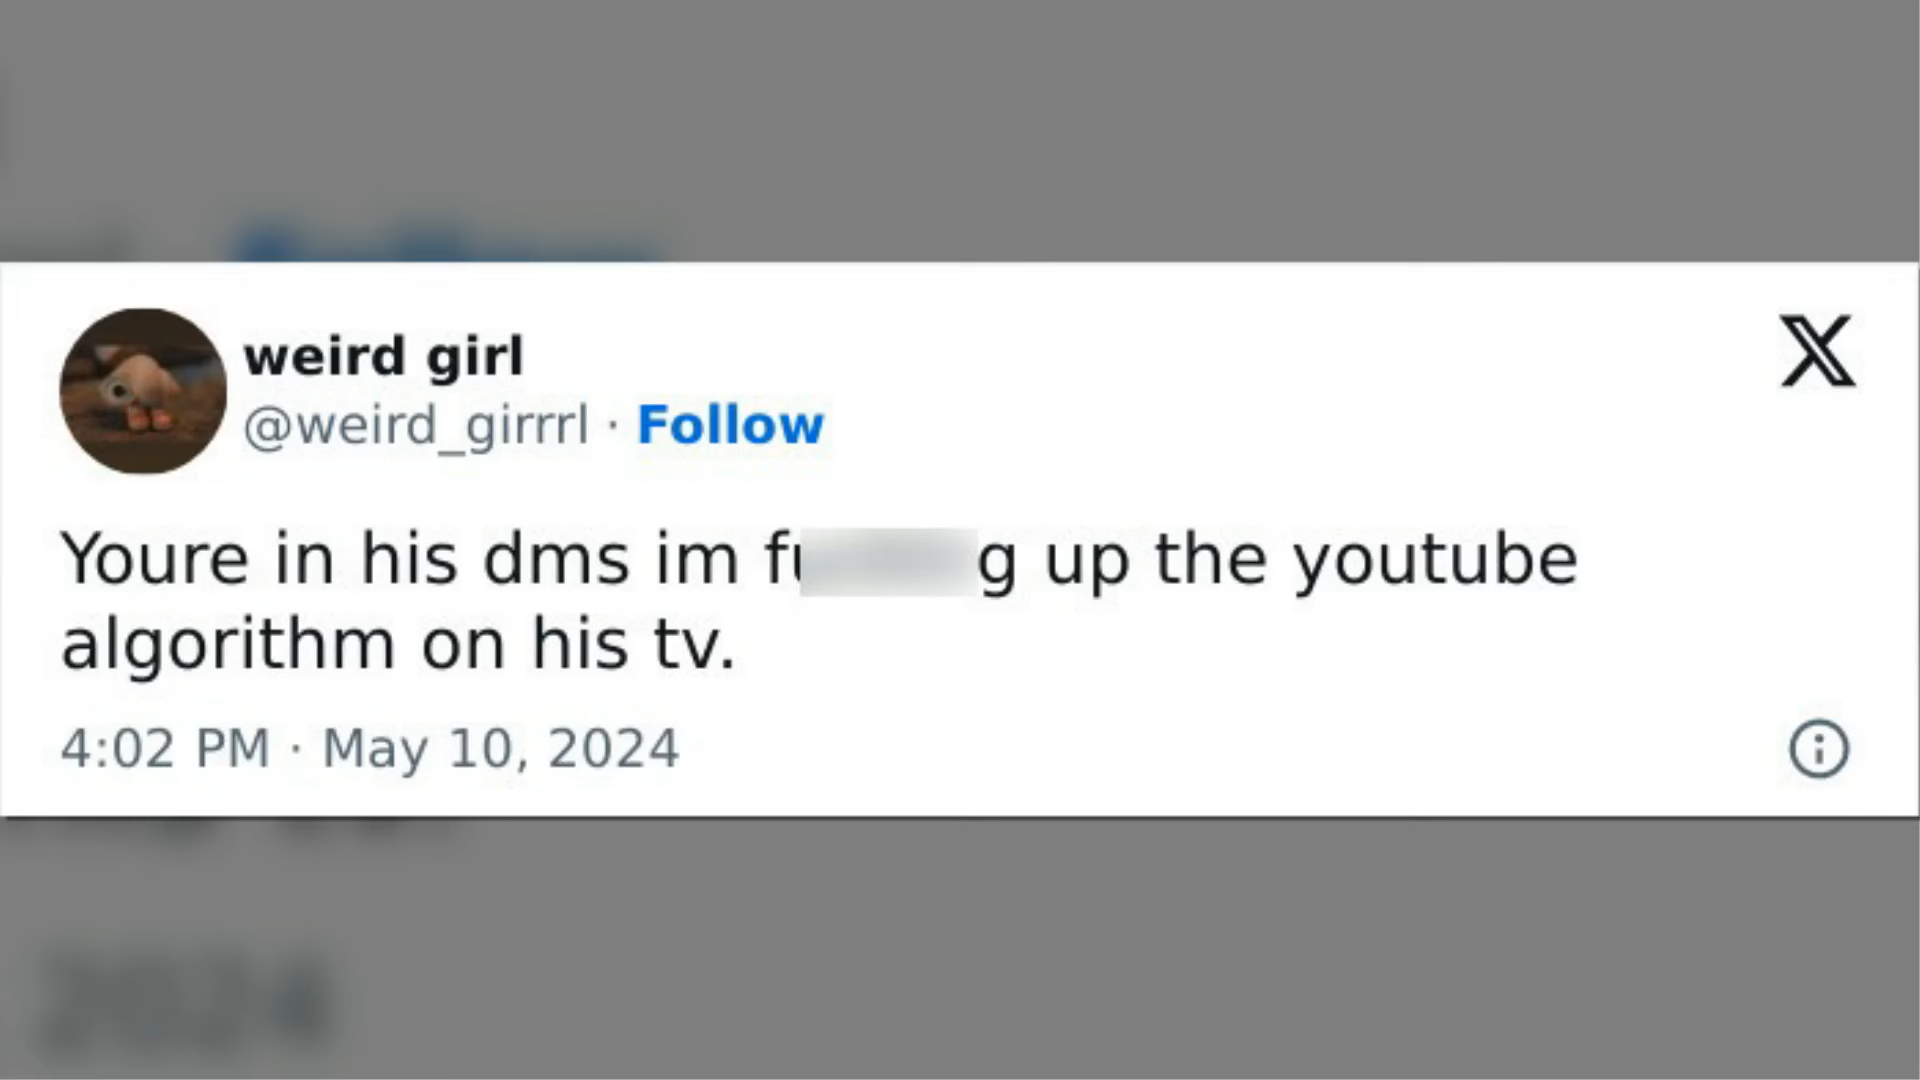 weird girl
@weird_girrrl · Follow
Youre in his dms im fu g up the youtube
algorithm on his tv.
4:02 PM · May 10, 2024